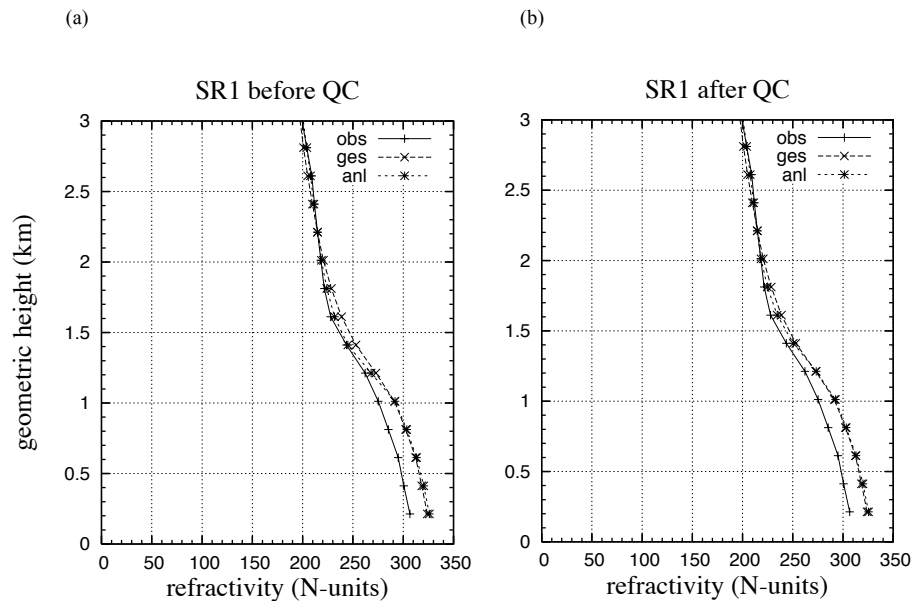 (a)
(b)
SR1 before QC
SR1 after QC
3
2.5
2
1.5
1
0.5
0
obs
ges
anl
0 50 100 150 200 250 300 350
geometric height (km)
refractivity (N-units)
3
2.5
2
1.5
1
0.5
0
obs
ges
anl
0 50 100 150 200 250 300 350
refractivity (N-units)